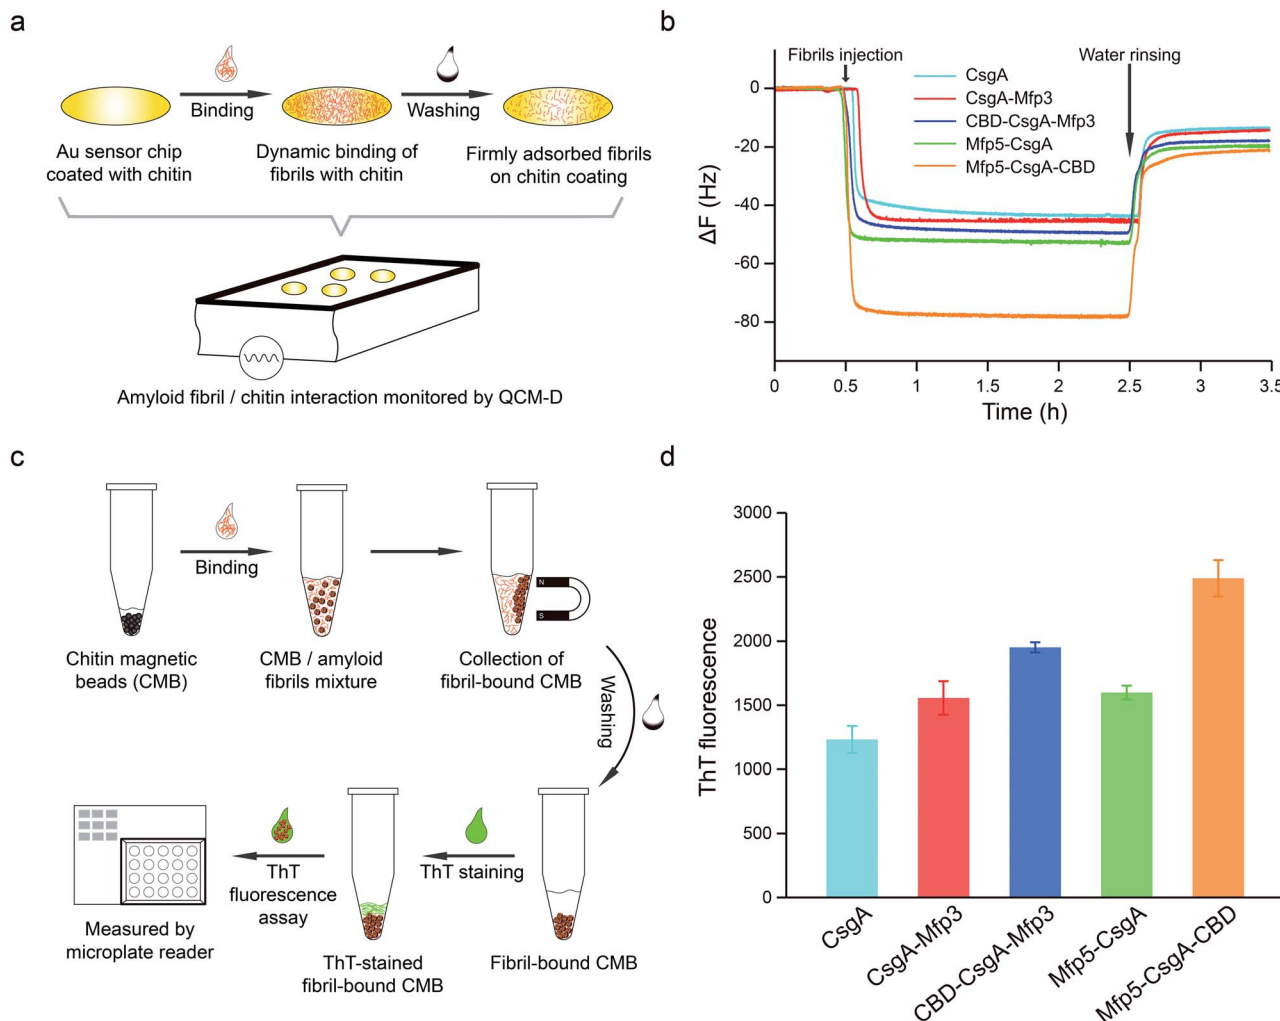 a
Binding
Washing
Au sensor chip
coated with chitin
Dynamic binding of
fibrils with chitin
Firmly adsorbed fibrils
on chitin coating
Amyloid fibril / chitin interaction monitored by QCM-D
b
Fibrils injection
Water rinsing
CsgA
CsgA-Mfp3
CBD-CsgA-Mfp3
Mfp5-CsgA
Mfp5-CsgA-CBD
ΔF (Hz)
0
-20
-40
-60
-80
0
0.5
1
1.5
2
2.5
3
3.5
Time (h)
c
Binding
N
S
Chitin magnetic
beads (CMB)
CMB / amyloid
fibrils mixture
Collection of
fibril-bound CMB
Washing
ThT staining
ThT
fluorescence
assay
Measured by
microplate reader
ThT-stained
fibril-bound CMB
Fibril-bound CMB
d
ThT fluorescence
3000
2500
2000
1500
1000
500
0
CsgA
CsgA-Mfp3
CBD-CsgA-Mfp3
Mfp5-CsgA
Mfp5-CsgA-CBD